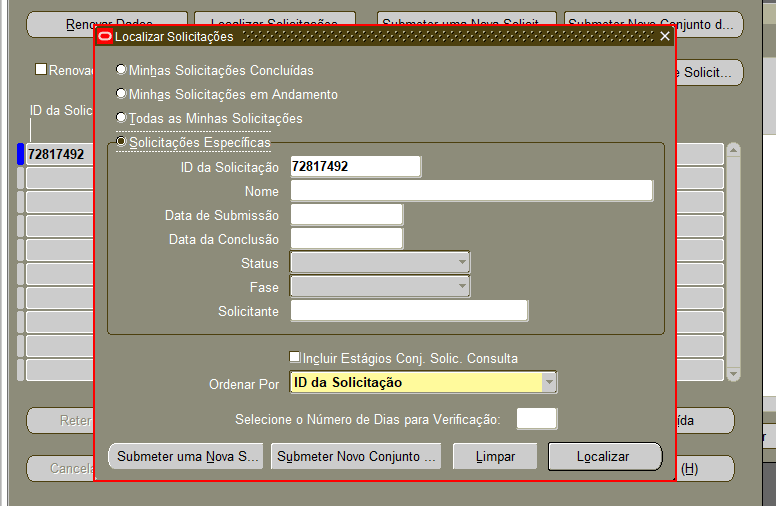 Renovar Dados
Localizar Solicitações
Submeter uma Nova Solicit...
Submeter Novo Conjunto d...
Localizar Solicitações
Renovar
Solicit...
Minhas Solicitações Concluídas
Minhas Solicitações em Andamento
Todas as Minhas Solicitações
Solicitações Específicas
ID da Solic
72817492
ID da Solicitação
72817492
Nome
Data de Submissão
Data da Conclusão
Status
Fase
Solicitante
Incluir Estágios Conj. Solic. Consulta
Ordenar Por
ID da Solicitação
Selecione o Número de Dias para Verificação:
Reter
ída
Submeter uma Nova S...
Submeter Novo Conjunto ...
Limpar
Localizar
Cancela
(H)